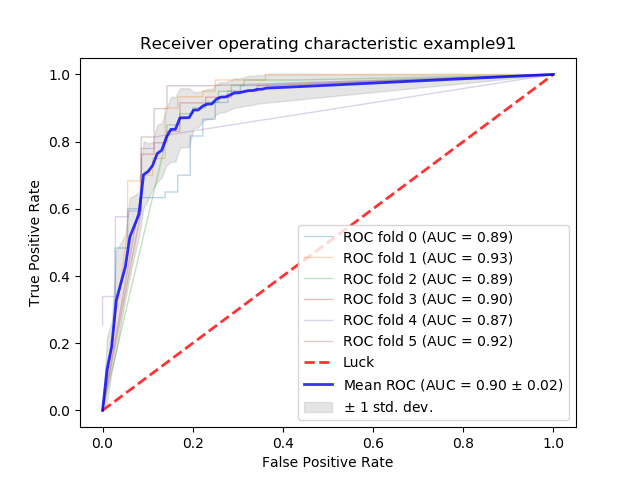 Receiver operating characteristic example91
True Positive Rate
1.0
0.8
0.6
0.4
0.2
0.0
ROC fold 0 (AUC = 0.89)
ROC fold 1 (AUC = 0.93)
ROC fold 2 (AUC = 0.89)
ROC fold 3 (AUC = 0.90)
ROC fold 4 (AUC = 0.87)
ROC fold 5 (AUC = 0.92)
Luck
Mean ROC (AUC = 0.90 ± 0.02)
± 1 std. dev.
0.0 0.2 0.4 0.6 0.8 1.0
False Positive Rate